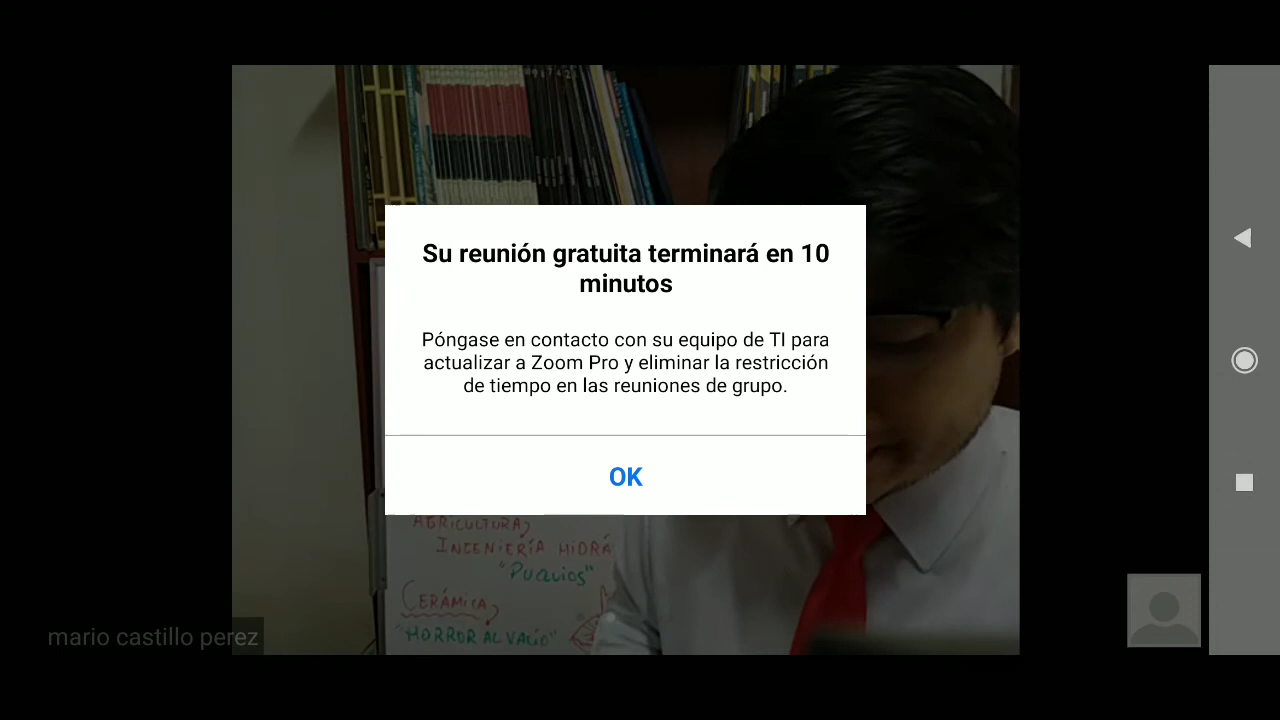 Su reunión gratuita terminará en 10
minutos
Póngase en contacto con su equipo de TI para
actualizar a Zoom Pro y eliminar la restricción
de tiempo en las reuniones de grupo.
OK
AGRICULTURA
INGENIERÍA HIDRÁ
"PUQUIOS"
CERÁMICA
"HORROR AL VACÍO"
mario castillo perez